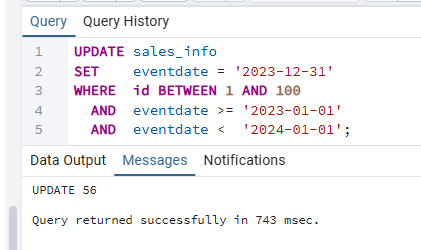 Query Query History
1 UPDATE sales_info
2 SET eventdate = '2023-12-31'
3 WHERE id BETWEEN 1 AND 100
4 AND eventdate >= '2023-01-01'
5 AND eventdate < '2024-01-01';
Data Output Messages Notifications
UPDATE 56
Query returned successfully in 743 msec.